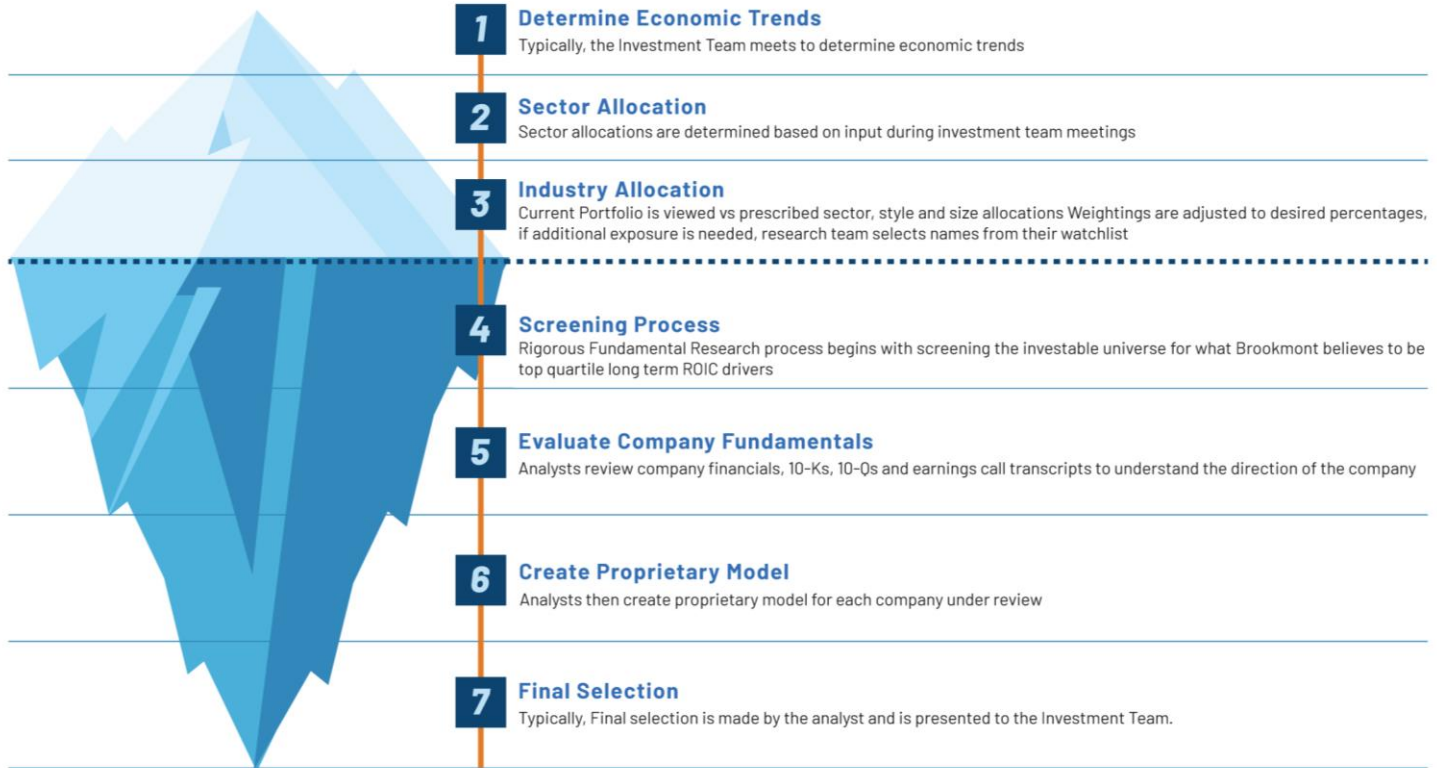 1
Determine Economic Trends
Typically, the Investment Team meets to determine economic trends
2
Sector Allocation
Sector allocations are determined based on input during investment team meetings
3
Industry Allocation
Current Portfolio is viewed vs prescribed sector, style and size allocations Weightings are adjusted to desired percentages,
if additional exposure is needed, research team selects names from their watchlist
4
Screening Process
Rigorous Fundamental Research process begins with screening the investable universe for what Brookmont believes to be
top quartile long term ROIC drivers
5
Evaluate Company Fundamentals
Analysts review company financials, 10-Ks, 10-Qs and earnings call transcripts to understand the direction of the company
6
Create Proprietary Model
Analysts then create proprietary model for each company under review
7
Final Selection
Typically, Final selection is made by the analyst and is presented to the Investment Team.